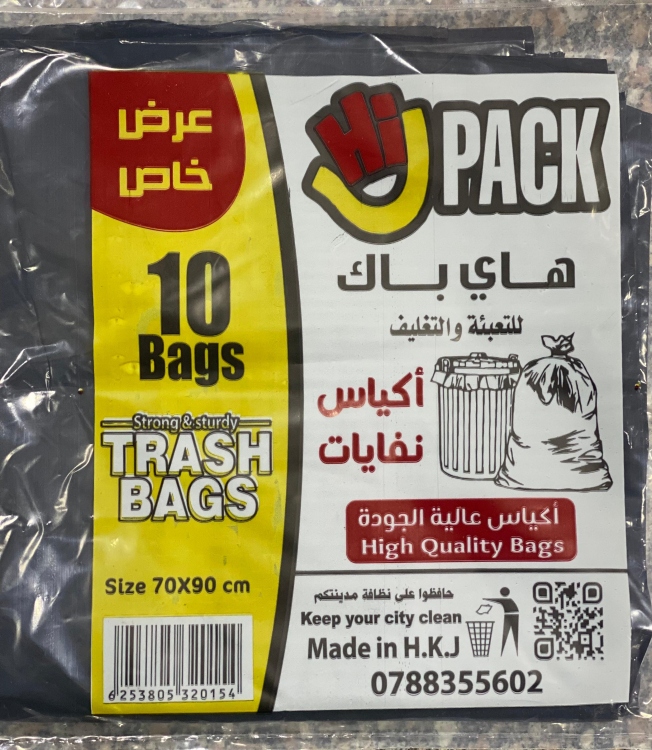 عرض
خاص
10
Bags
Strong & sturdy
TRASH
BAGS
Size 70X90 cm
6 253805 320154
Hi PACK
هاي باك
للتعبئة والتغليف
أكياس
نفايات
أكياس عالية الجودة
High Quality Bags
حافظوا على نظافة مدينتكم
Keep your city clean
Made in H.K.J
0788355602